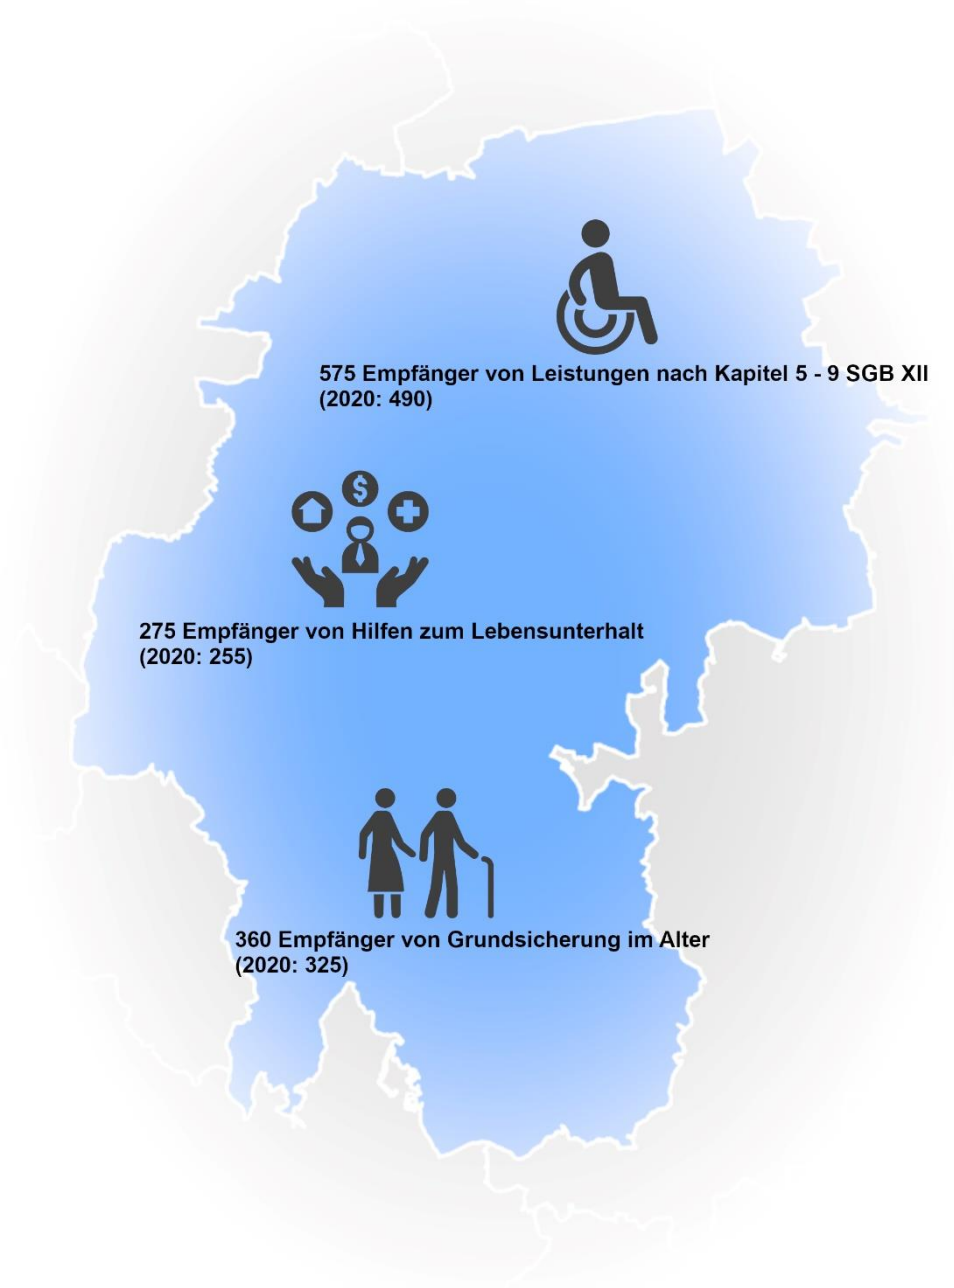 575 Empfänger von Leistungen nach Kapitel 5 - 9 SGB XII
(2020: 490)
$
275 Empfänger von Hilfen zum Lebensunterhalt
(2020: 255)
360 Empfänger von Grundsicherung im Alter
(2020: 325)